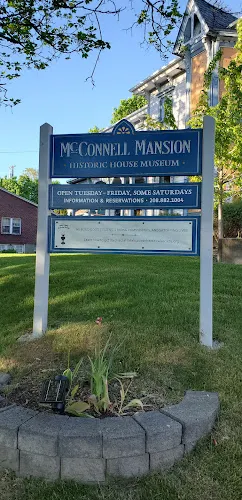 McConnell Mansion
Historic House Museum
Open Tuesday - Friday, Some Saturdays
Information & Reservations • 208.882.1004